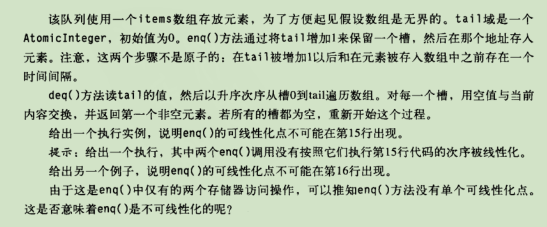 该队列使用一个items数组存放元素，为了方便起见假设数组是无界的。tail域是一个
AtomicInteger，初始值为0。enq()方法通过将tail增加1来保留一个槽，然后在那个地址存入
元素。注意，这两个步骤不是原子的：在tail被增加1以后和在元素被存入数组中之前存在一个
时间间隔。
deq()方法读tail的值，然后以升序次序从槽0到tail遍历数组。对每一个槽，用空值与当前
内容交换，并返回第一个非空元素。若所有的槽都为空，重新开始这个过程。
给出一个执行实例，说明enq()的可线性化点不可能在第15行出现。
提示：给出一个执行，其中两个enq()调用没有按照它们执行第15行代码的次序被线性化。
给出另一个例子，说明enq()的可线性化点不可能在第16行出现。
由于这是enq()中仅有的两个存储器访问操作，可以推知enq()方法没有单个可线性化点。
这是否意味着enq()是不可线性化的呢？